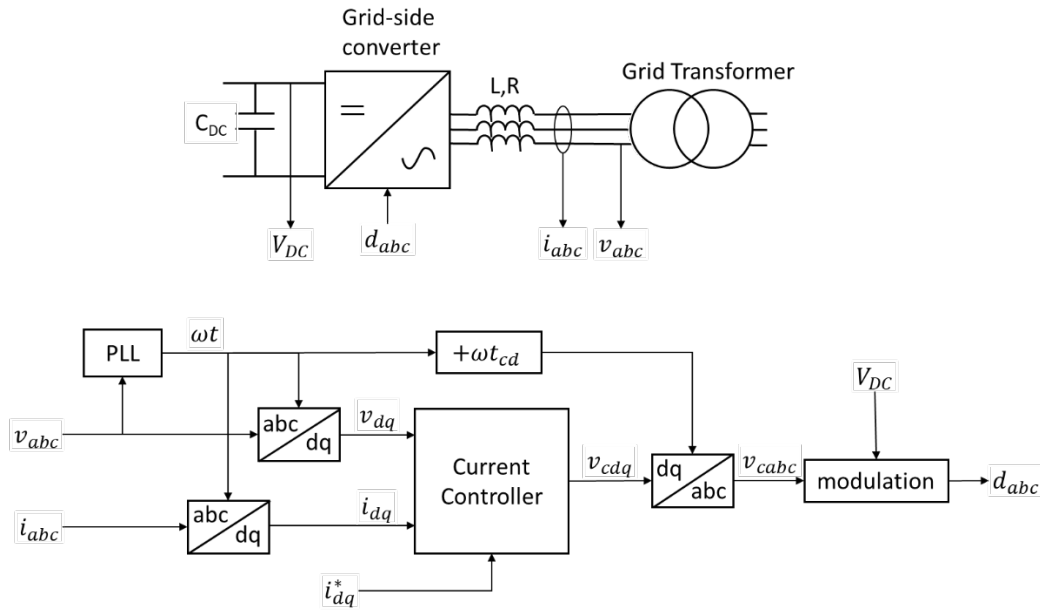 Grid-side
converter
Grid Transformer
L,R
=
C_DC
V_DC
d_abc
i_abc
v_abc
ωt
PLL
+ωt_cd
V_DC
v_abc
abc
dq
v_dq
Current
Controller
v_cdq
dq
abc
v_cabc
modulation
d_abc
i_abc
abc
dq
i_dq
i*_dq